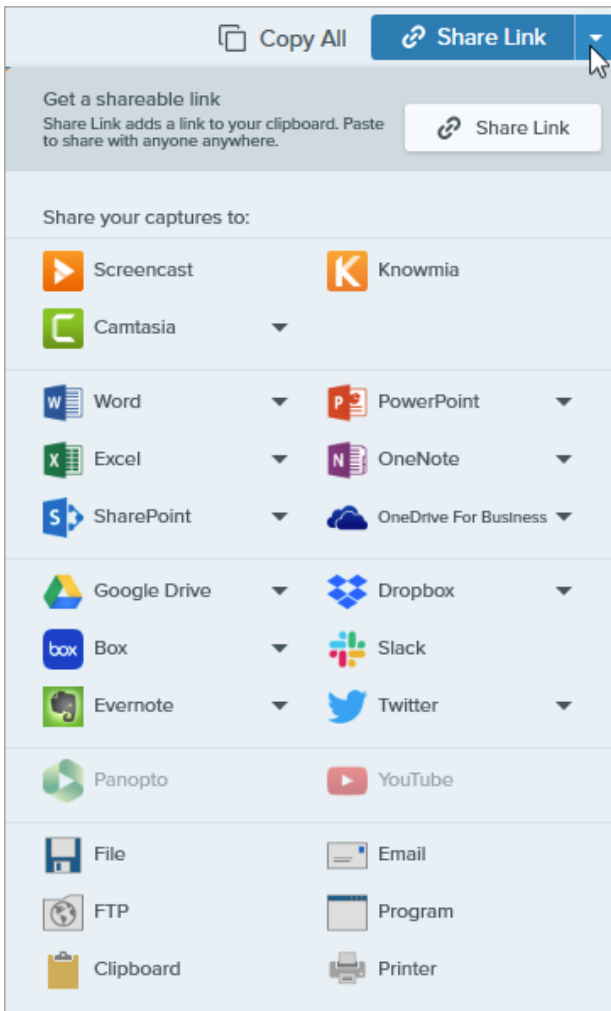 Copy All Share Link
Get a shareable link
Share Link adds a link to your clipboard. Paste
to share with anyone anywhere.
Share Link
Share your captures to:
Screencast Knowmia
Camtasia
Word PowerPoint
Excel OneNote
SharePoint OneDrive For Business
Google Drive Dropbox
box Box Slack
Evernote Twitter
Panopto YouTube
File Email
FTP Program
Clipboard Printer